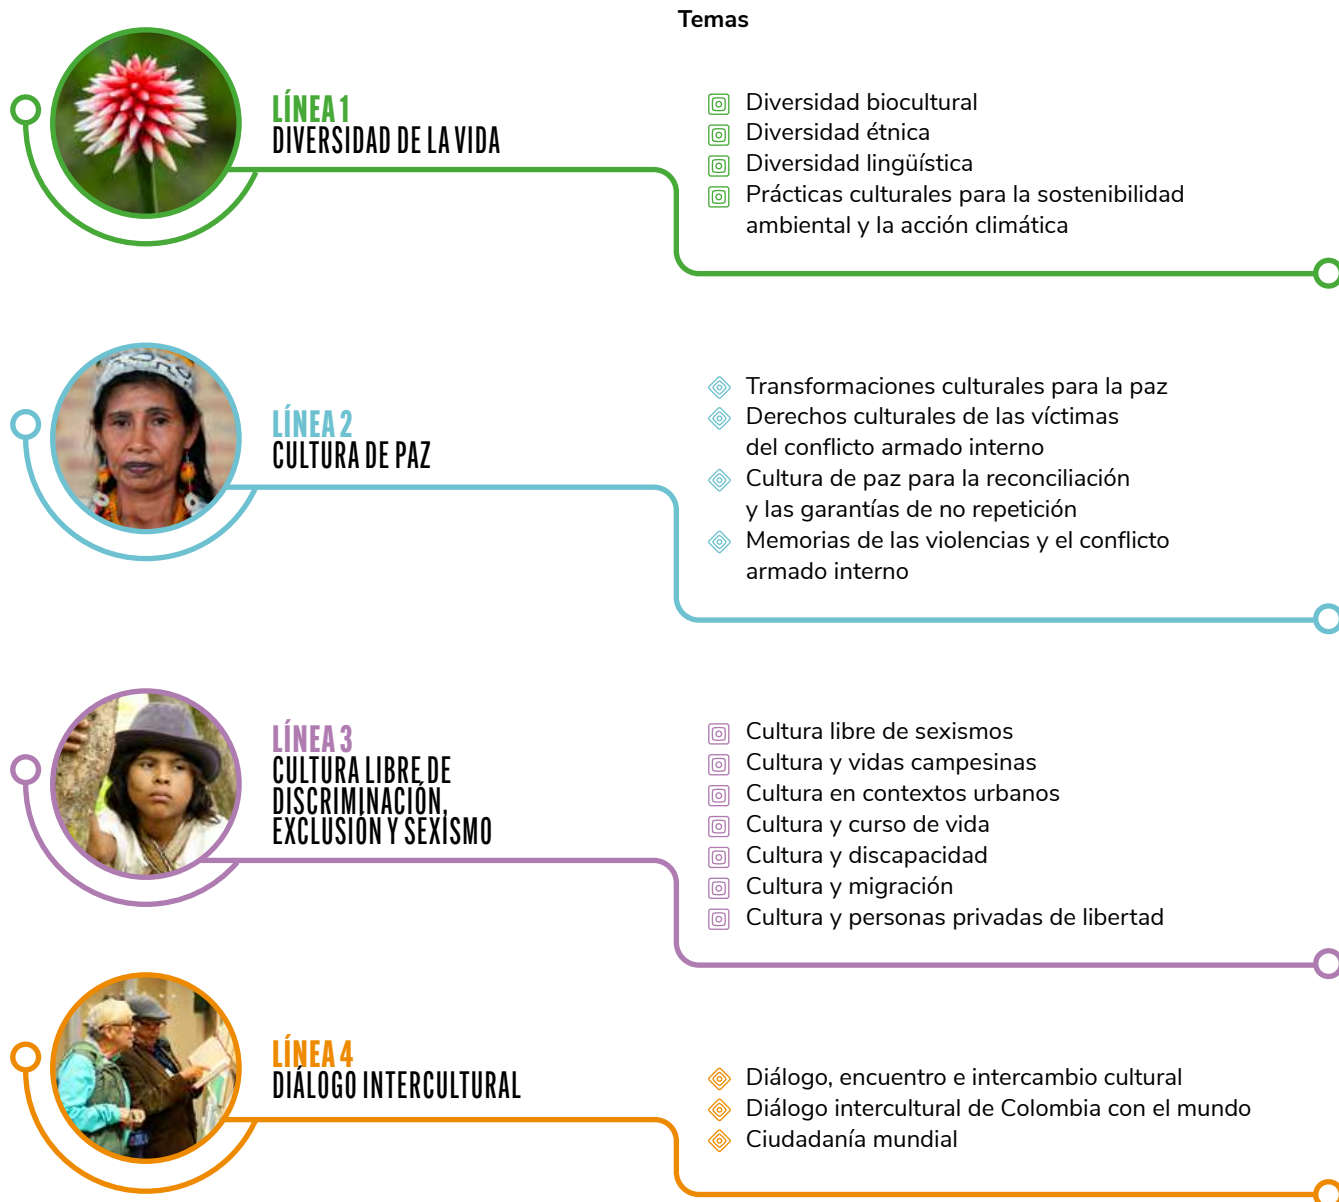 Temas
LÍNEA 1
DIVERSIDAD DE LA VIDA
Diversidad biocultural
Diversidad étnica
Diversidad lingüística
Prácticas culturales para la sostenibilidad
ambiental y la acción climática
LÍNEA 2
CULTURA DE PAZ
Transformaciones culturales para la paz
Derechos culturales de las víctimas
del conflicto armado interno
Cultura de paz para la reconciliación
y las garantías de no repetición
Memorias de las violencias y el conflicto
armado interno
LÍNEA 3
CULTURA LIBRE DE
DISCRIMINACIÓN,
EXCLUSIÓN Y SEXISMO
Cultura libre de sexismos
Cultura y vidas campesinas
Cultura en contextos urbanos
Cultura y curso de vida
Cultura y discapacidad
Cultura y migración
Cultura y personas privadas de libertad
LÍNEA 4
DIÁLOGO INTERCULTURAL
Diálogo, encuentro e intercambio cultural
Diálogo intercultural de Colombia con el mundo
Ciudadanía mundial